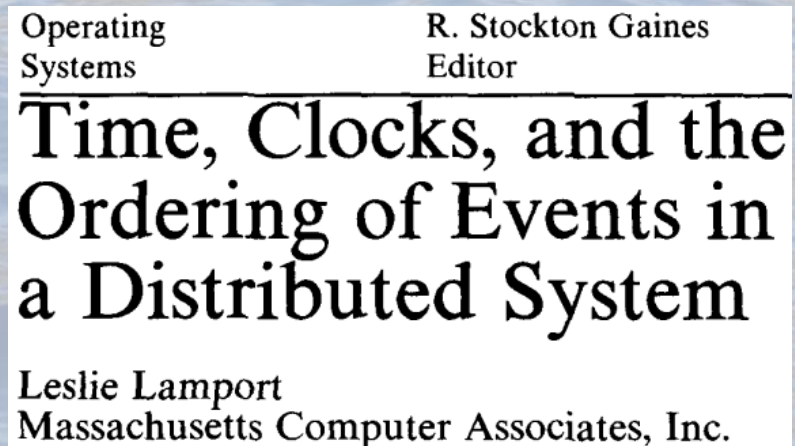 Operating
Systems
R. Stockton Gaines
Editor
Time, Clocks, and the
Ordering of Events in
a Distributed System
Leslie Lamport
Massachusetts Computer Associates, Inc.